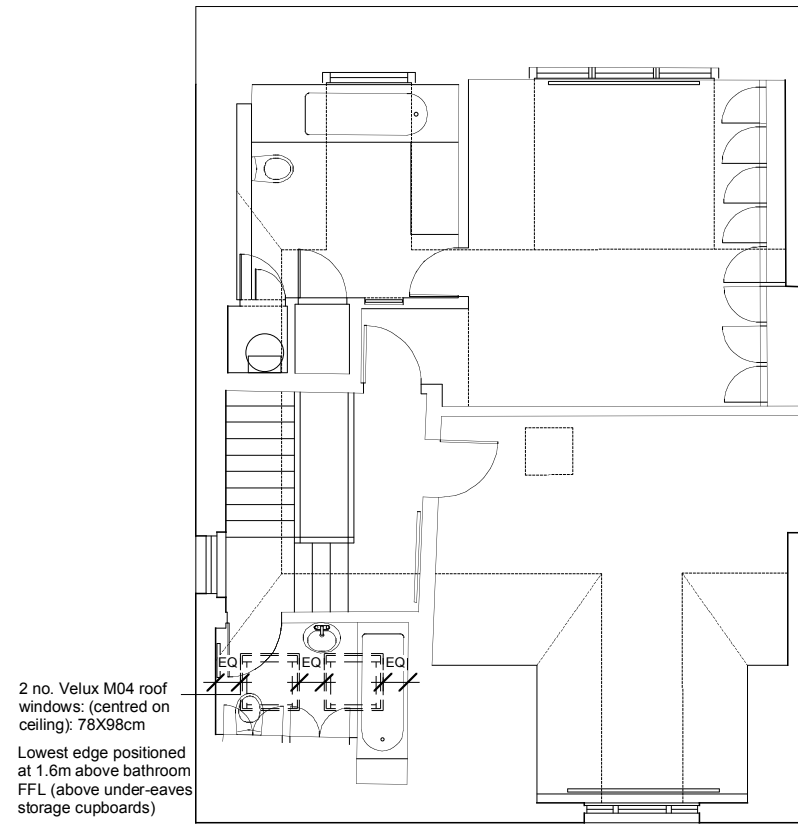 EQ EQ EQ
2 no. Velux M04 roof
windows: (centred on
ceiling): 78X98cm
Lowest edge positioned
at 1.6m above bathroom
FFL (above under-eaves
storage cupboards)